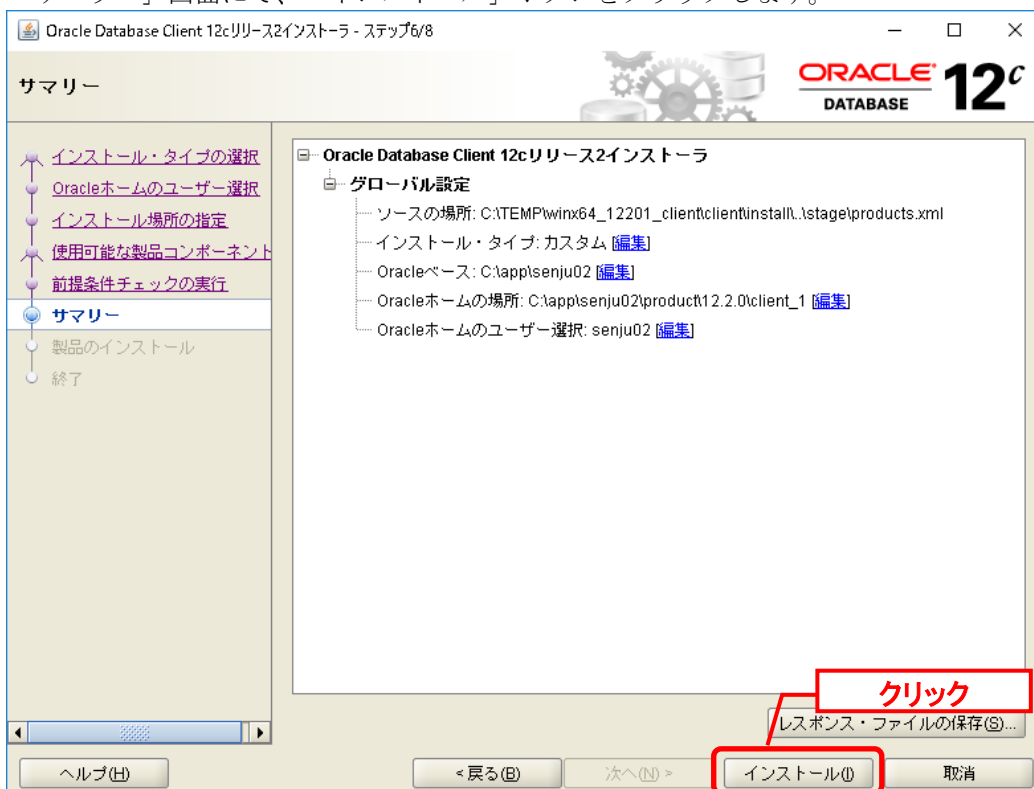 Oracle Database Client 12cリリース2インストーラ - ステップ6/8
サマリー
ORACLE
DATABASE
12c
インストール・タイプの選択
Oracleホームのユーザー選択
インストール場所の指定
使用可能な製品コンポーネント
前提条件チェックの実行
サマリー
製品のインストール
終了
Oracle Database Client 12cリリース2インストーラ
グローバル設定
ソースの場所: C:\TEMP\winx64_12201_client\client\install\..\stage\products.xml
インストール・タイプ: カスタム [編集]
Oracleベース: C:\app\senju02 [編集]
Oracleホームの場所: C:\app\senju02\product\12.2.0\client_1 [編集]
Oracleホームのユーザー選択: senju02 [編集]
クリック
レスポンス・ファイルの保存(S)...
ヘルプ(H)
<戻る(B)
次へ(N) >
インストール(I)
取消